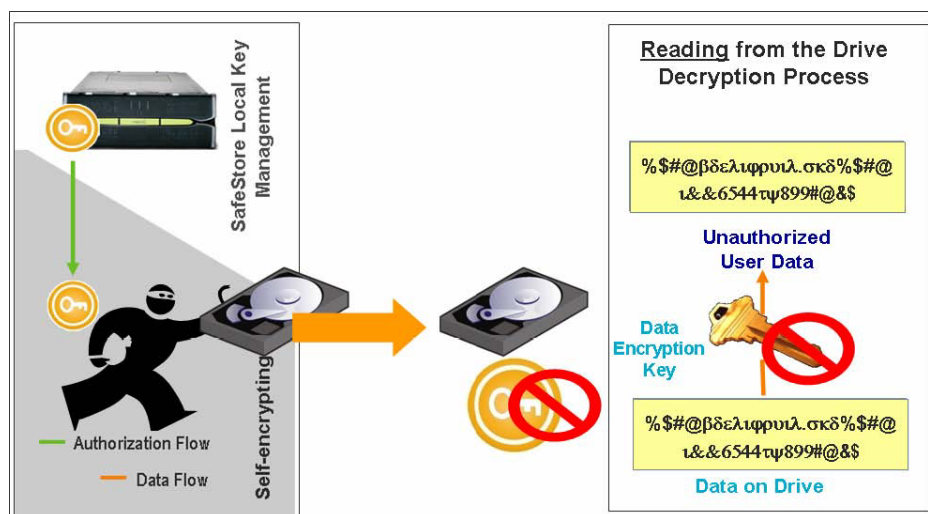 SafeStore Local Key
Management
Self-encrypting
Authorization Flow
Data Flow
Reading from the Drive
Decryption Process
%$#@βδελιφρυιλ.σκδ%$#@
ι&&6544τψ899#@&$
Unauthorized
User Data
Data
Encryption
Key
%$#@βδελιφρυιλ.σκδ%$#@
ι&&6544τψ899#@&$
Data on Drive